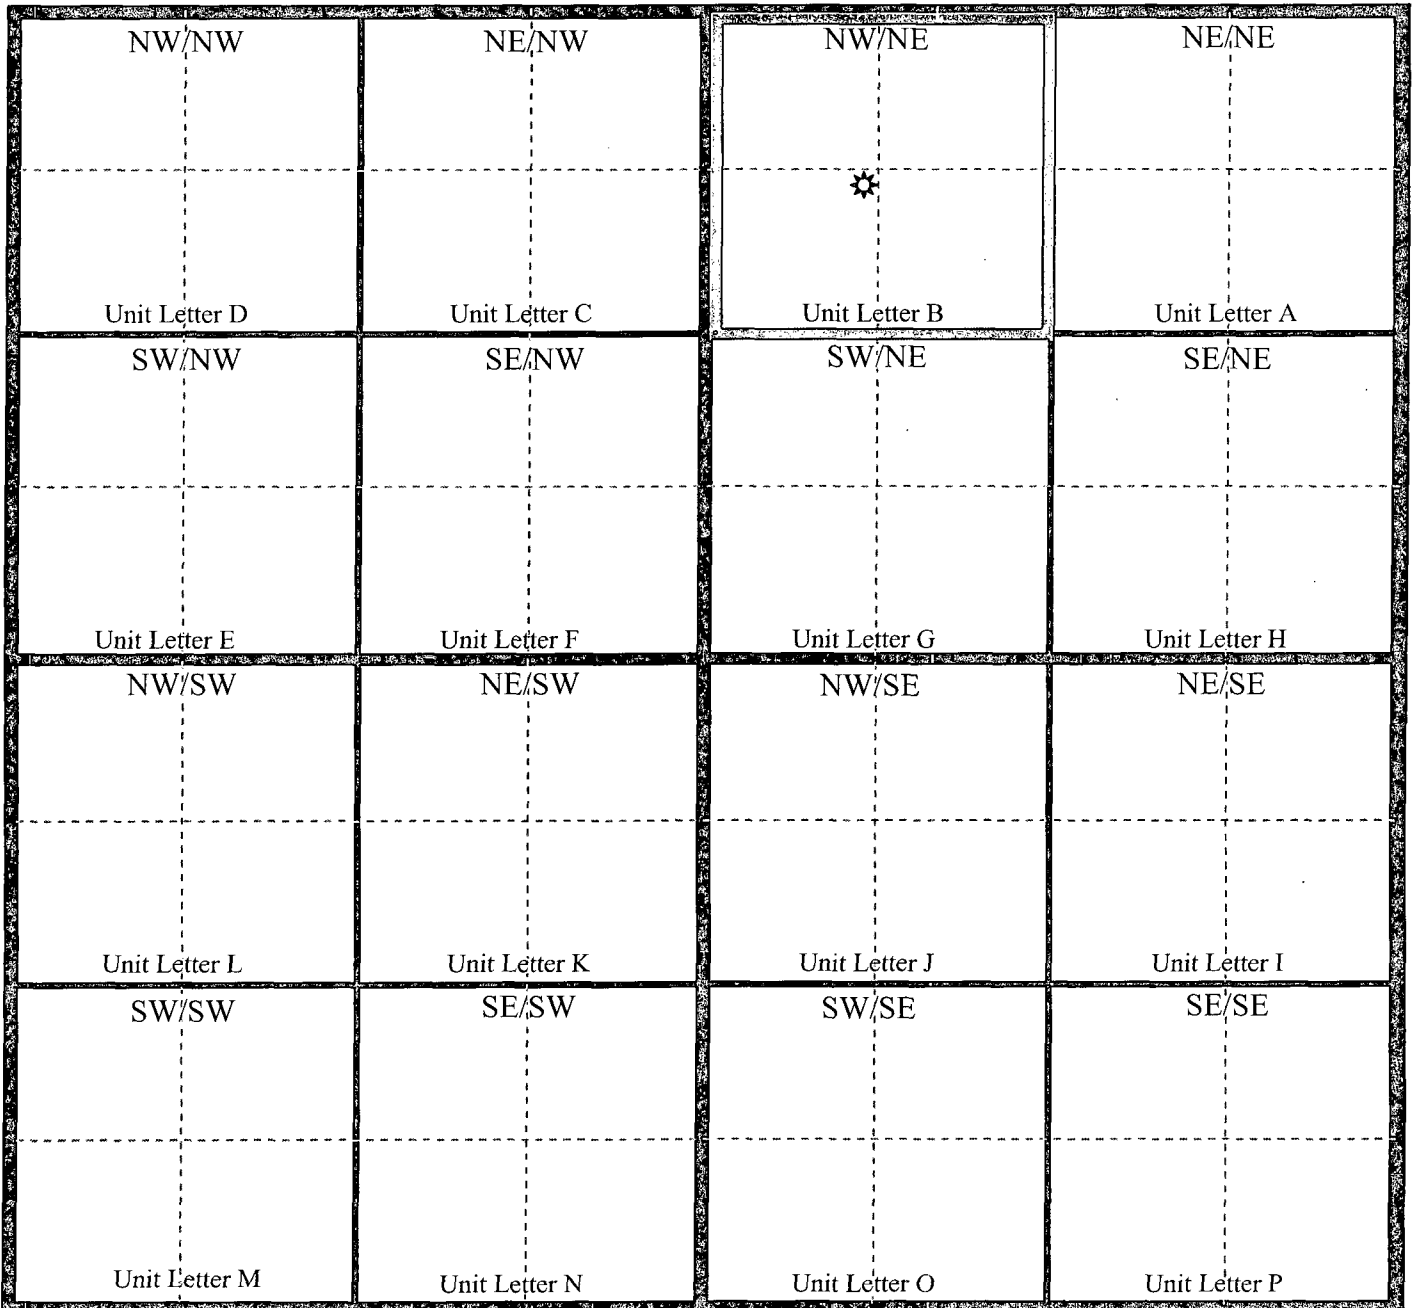 NW/NW NE/NW NW/NE NE/NE
Unit Letter D Unit Letter C Unit Letter B Unit Letter A
SW/NW SE/NW SW/NE SE/NE
Unit Letter E Unit Letter F Unit Letter G Unit Letter H
NW/SW NE/SW NW/SE NE/SE
Unit Letter L Unit Letter K Unit Letter J Unit Letter I
SW/SW SE/SW SW/SE SE/SE
Unit Letter M Unit Letter N Unit Letter O Unit Letter P